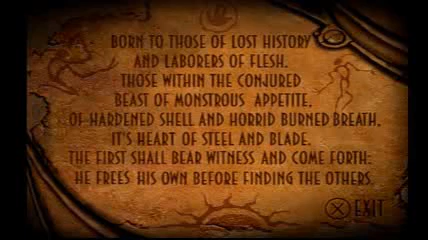 BORN TO THOSE OF LOST HISTORY
AND LABORERS OF FLESH.
THOSE WITHIN THE CONJURED
BEAST OF MONSTROUS APPETITE,
OF HARDENED SHELL AND HORRID BURNED BREATH,
IT'S HEART OF STEEL AND BLADE.
THE FIRST SHALL BEAR WITNESS AND COME FORTH:
HE FREES HIS OWN BEFORE FINDING THE OTHERS.
EXIT